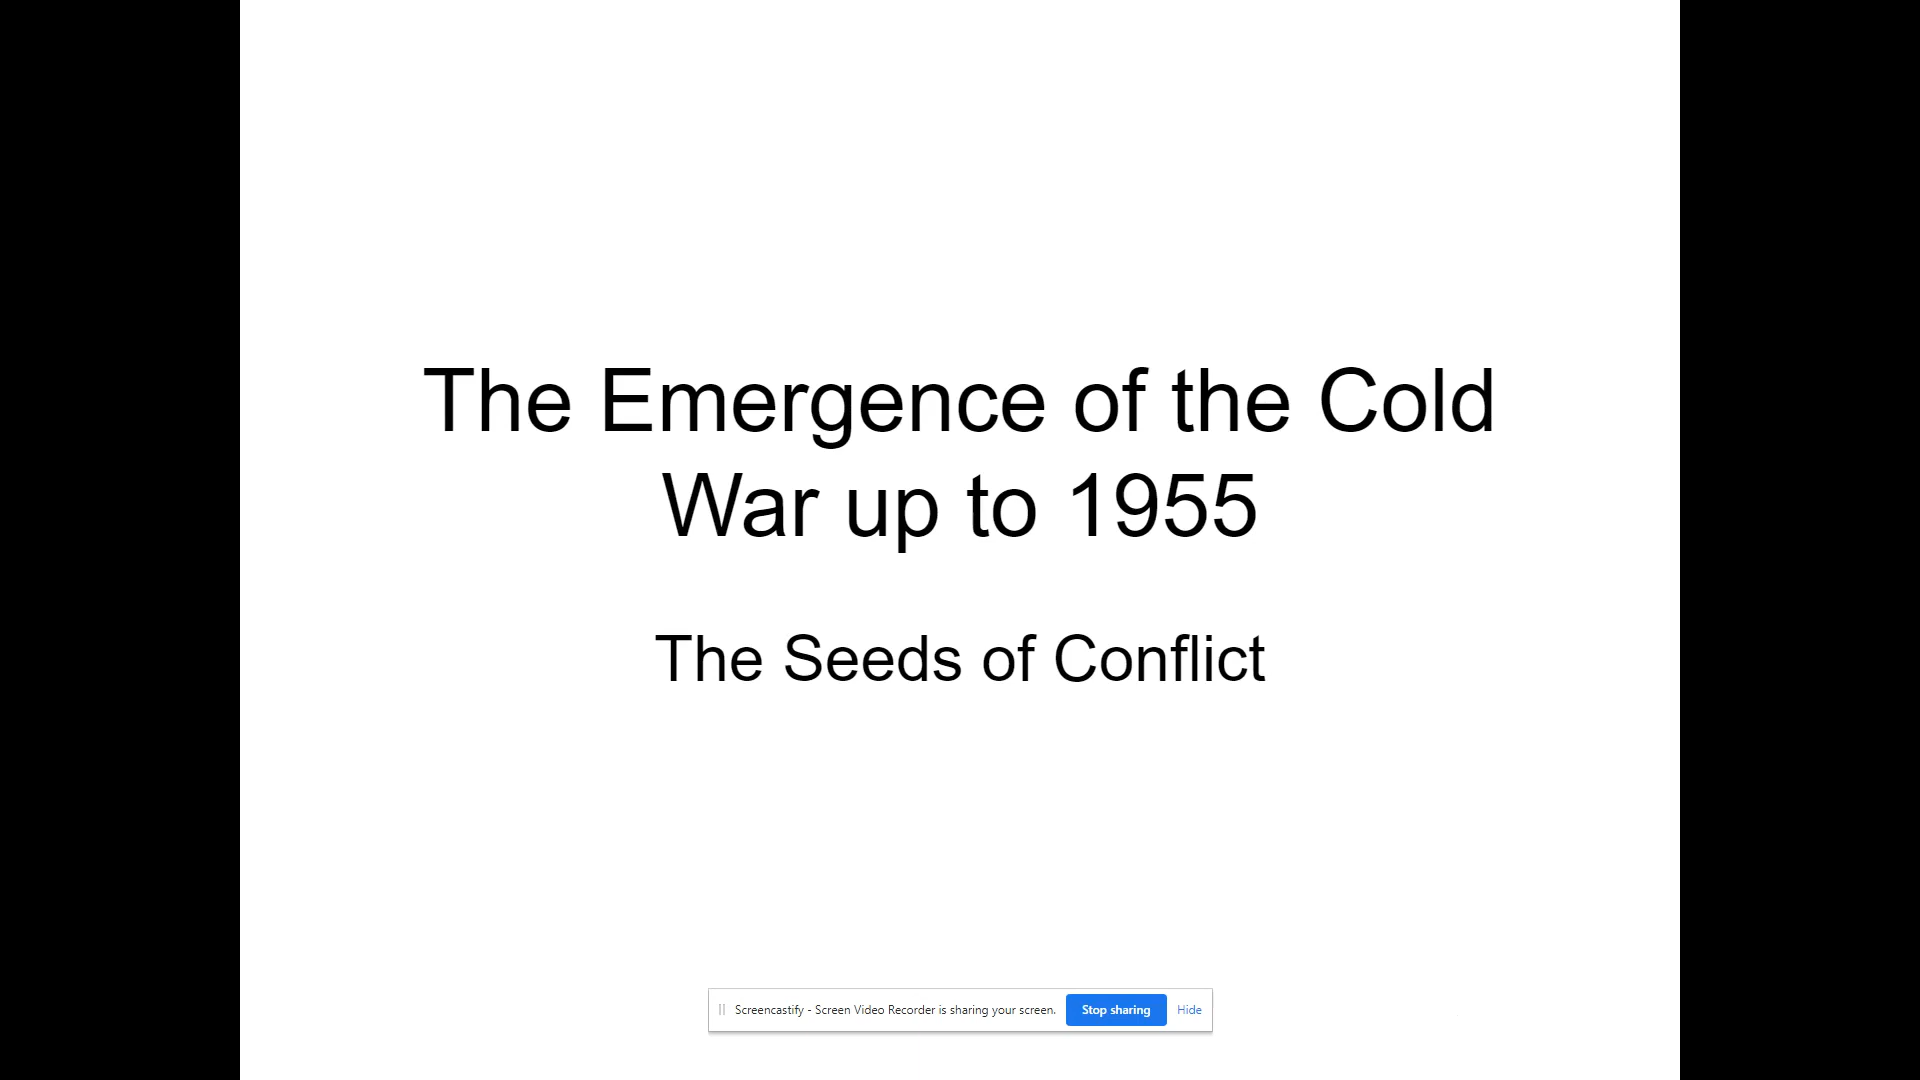 The Emergence of the Cold
War up to 1955
The Seeds of Conflict
Screencastify - Screen Video Recorder is sharing your screen. Stop sharing Hide